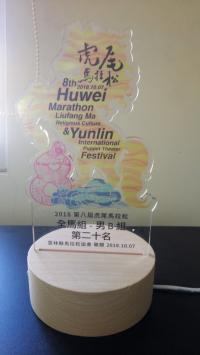 虎尾
馬拉松
8th 2018.10.07
Huwei
Marathon
Liufang Ma
Religious Culture
& Yunlin
International
Puppet Theater
Festival
2018 第八屆虎尾馬拉松
全馬組-男B組
第二十名
雲林縣馬拉松協會 敬贈 2018.10.07